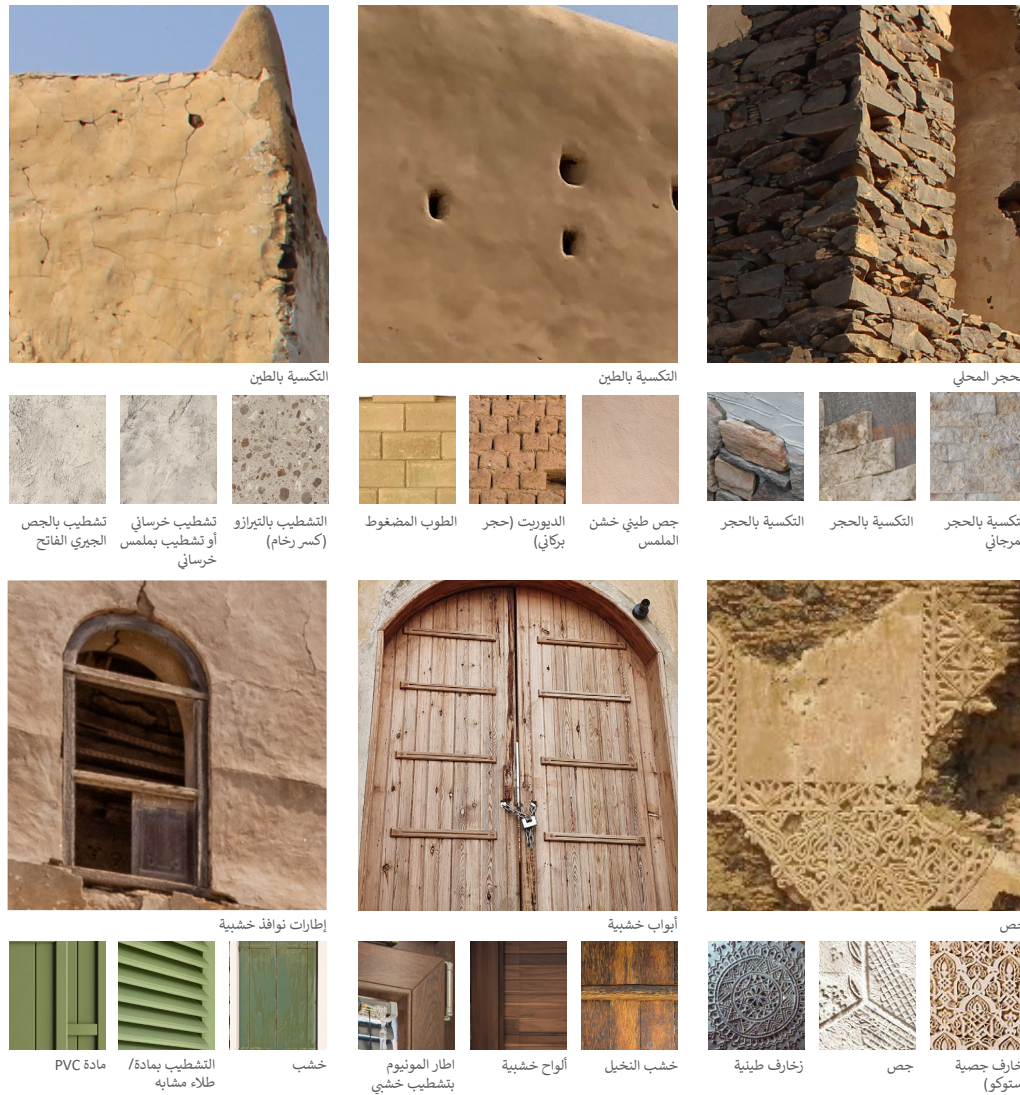 لحجر المحلي
التكسية بالطين
التكسية بالطين
تكسية بالحجر
مرجاني
التكسية بالحجر
التكسية بالحجر
جص طيني خشن
الملمس
الديوريت (حجر
بركاني)
الطوب المضغوط
التشطيب بالتيرازو
(كسر رخام)
تشطيب خرساني
أو تشطيب بملمس
خرساني
تشطيب بالجص
الجيري الفاتح
جص
أبواب خشبية
إطارات نوافذ خشبية
خارف جصية
ستوكو)
جص
زخارف طينية
خشب النخيل
ألواح خشبية
اطار المونيوم
بتشطيب خشبي
خشب
التشطيب بمادة/
طلاء مشابه
مادة PVC